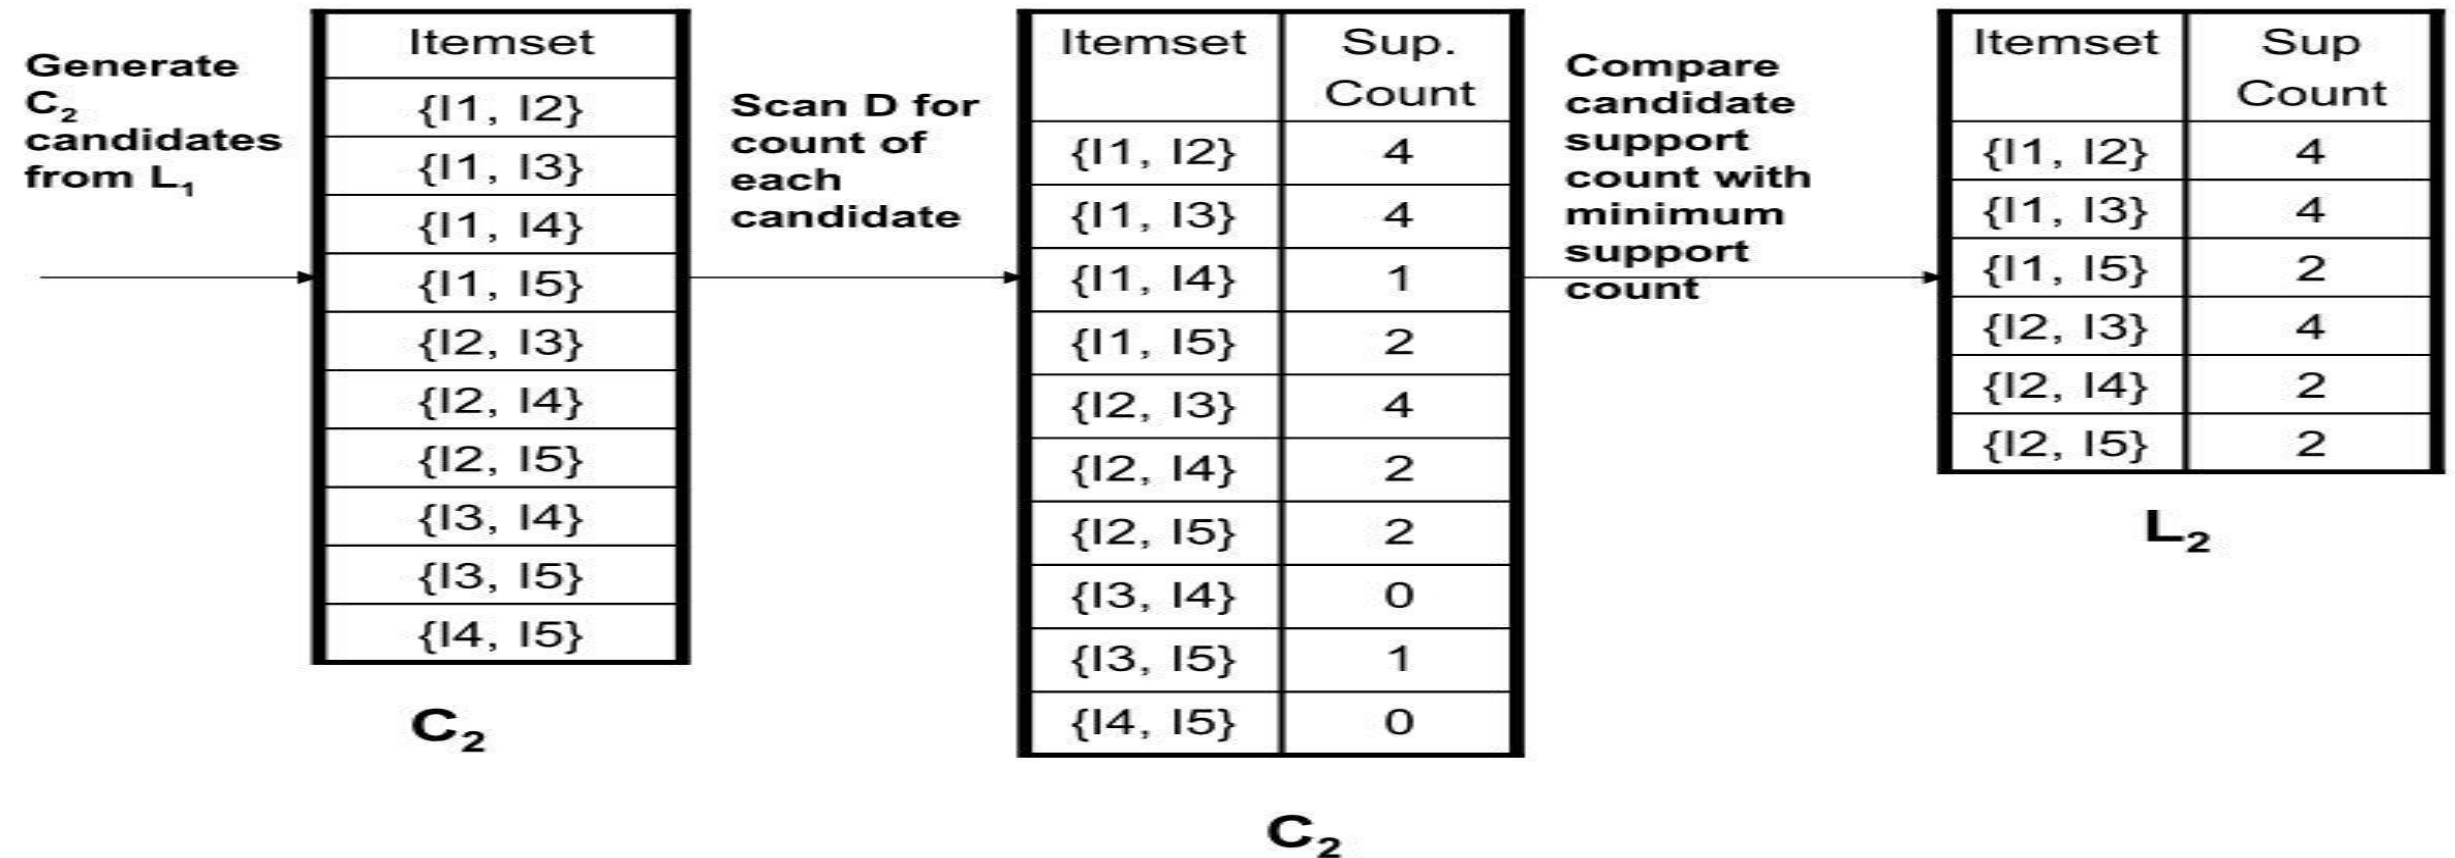 Generate
C₂
candidates
from L₁
Itemset
{I1, I2}
{I1, I3}
{I1, I4}
{I1, I5}
{I2, I3}
{I2, I4}
{I2, I5}
{I3, I4}
{I3, I5}
{I4, I5}
C₂
Scan D for
count of
each
candidate
Itemset Sup.
Count
{I1, I2} 4
{I1, I3} 4
{I1, I4} 1
{I1, I5} 2
{I2, I3} 4
{I2, I4} 2
{I2, I5} 2
{I3, I4} 0
{I3, I5} 1
{I4, I5} 0
C₂
Compare
candidate
support
count with
minimum
support
count
Itemset Sup
Count
{I1, I2} 4
{I1, I3} 4
{I1, I5} 2
{I2, I3} 4
{I2, I4} 2
{I2, I5} 2
L₂